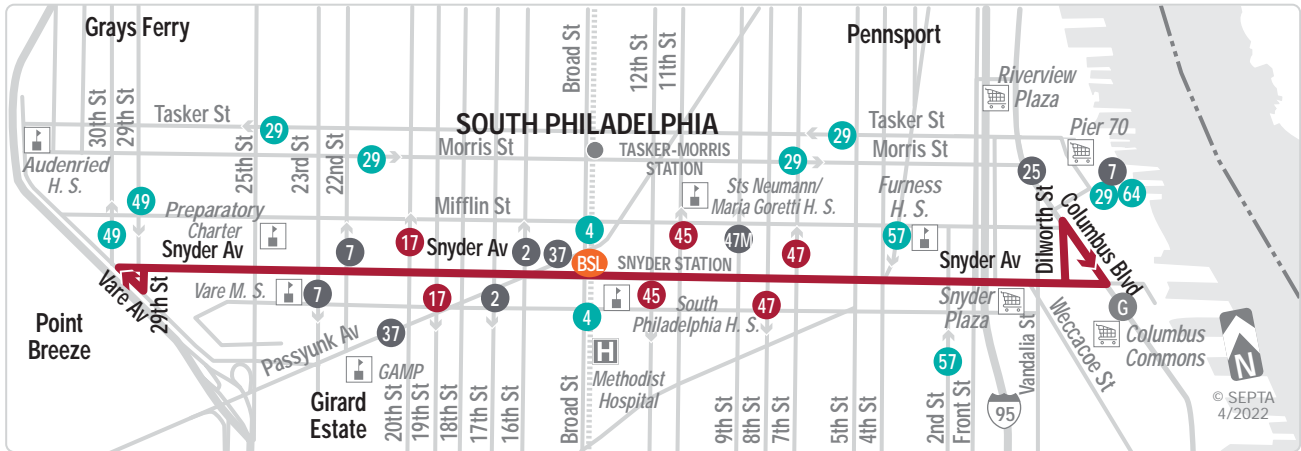 Grays Ferry
Pennsport
Broad St
12th St
11th St
30th St
29th St
25th St
23rd St
22nd St
Riverview
Plaza
Tasker St
29
SOUTH PHILADELPHIA
29
Tasker St
Pier 70
29
Morris St
TASKER-MORRIS
STATION
29
Morris St
Audenried
H. S.
25
7
29
64
49
49
Preparatory
Charter
Mifflin St
Sts Neumann/
Maria Goretti H. S.
Furness
H. S.
Dilworth St
Columbus Blvd
Snyder Av
7
17
Snyder Av
2
37
4
BSL
SNYDER STATION
45
47M
47
57
Snyder Av
Vare Av
29th St
Vare M. S.
7
17
2
4
45
South
Philadelphia H. S.
47
Snyder
Plaza
G
Point
Breeze
Passyunk Av
37
GAMP
Girard
Estate
H
Methodist
Hospital
57
Vandalia St
Weccacoe St
Columbus
Commons
20th St
19th St
18th St
17th St
16th St
Broad St
9th St
8th St
7th St
5th St
4th St
2nd St
Front St
95
N
© SEPTA
4/2022